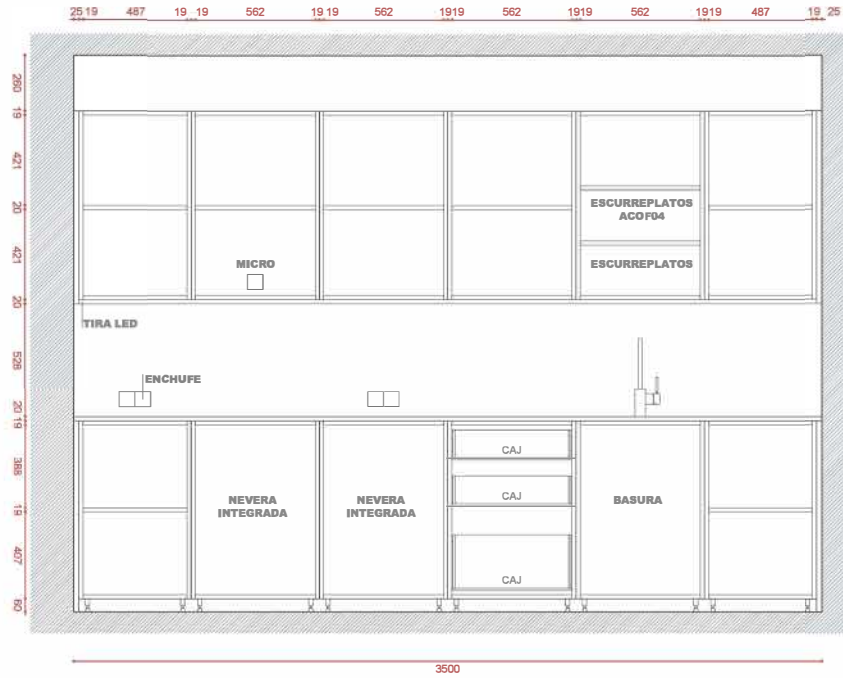 25 19 487 19 19 562 19 19 562 1919 562 1919 562 1919 487 19 25
260
19
421
20
421
20
528
20
19
388
19
407
60
ESCURREPLATOS
ACOF04
MICRO
ESCURREPLATOS
TIRA LED
ENCHUFE
CAJ
CAJ
NEVERA
INTEGRADA
NEVERA
INTEGRADA
BASURA
CAJ
3500